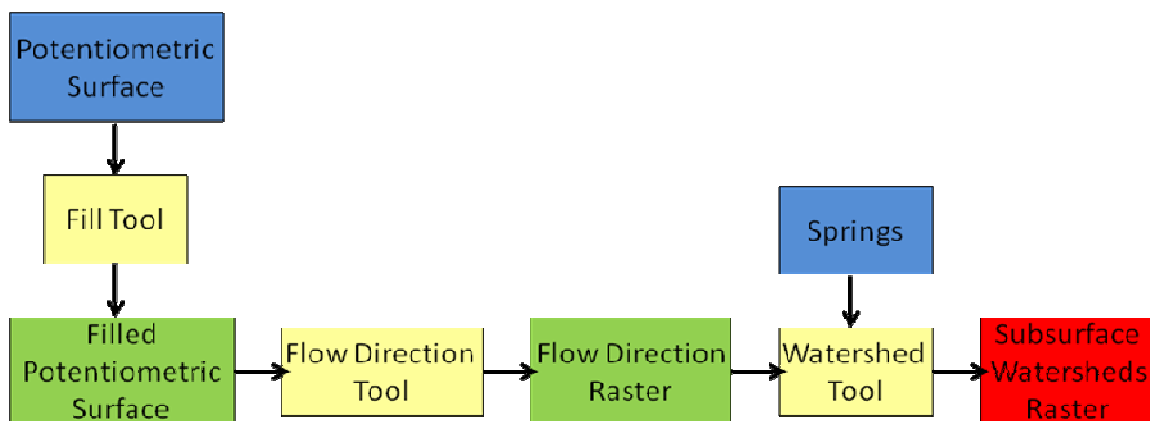 Potentiometric
Surface
Fill Tool
Springs
Filled
Potentiometric
Surface
Flow Direction
Tool
Flow Direction
Raster
Watershed
Tool
Subsurface
Watersheds
Raster